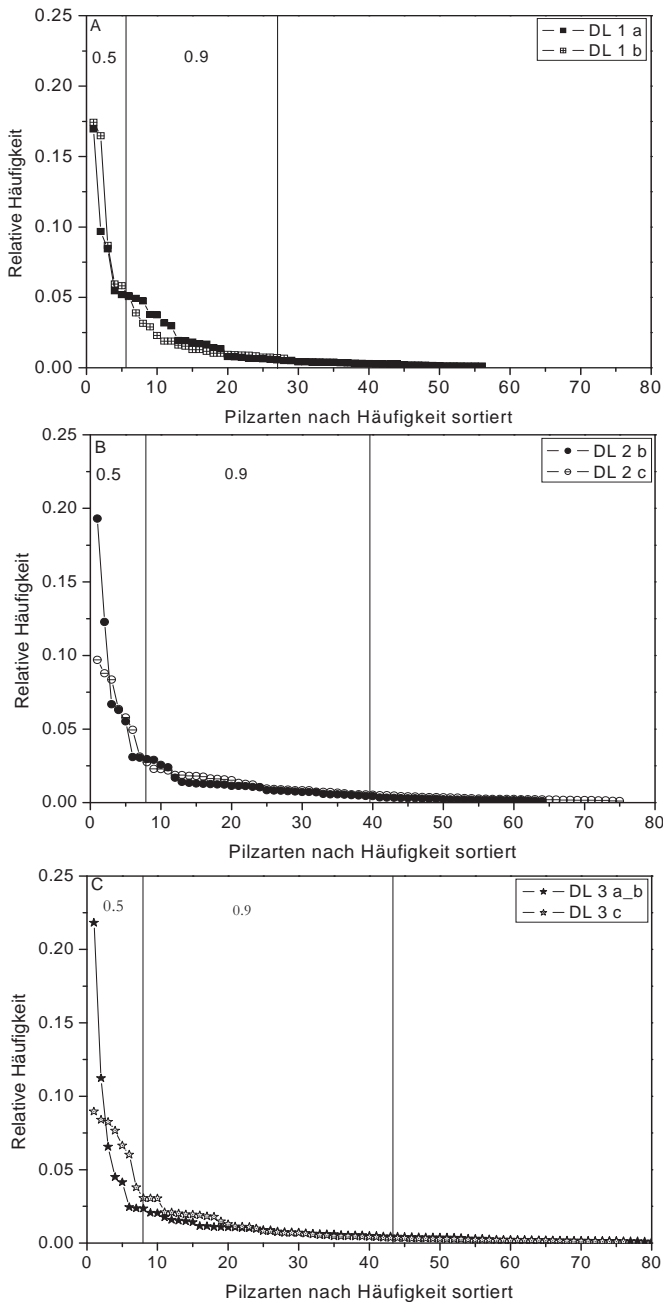 A
0.5
0.9
DL 1 a
DL 1 b
0.25
0.20
0.15
0.10
0.05
0.00
Relative Häufigkeit
0 10 20 30 40 50 60 70 80
Pilzarten nach Häufigkeit sortiert
B
0.5
0.9
DL 2 b
DL 2 c
0.25
0.20
0.15
0.10
0.05
0.00
Relative Häufigkeit
0 10 20 30 40 50 60 70 80
Pilzarten nach Häufigkeit sortiert
C
0.5
0.9
DL 3 a_b
DL 3 c
0.25
0.20
0.15
0.10
0.05
0.00
Relative Häufigkeit
0 10 20 30 40 50 60 70 80
Pilzarten nach Häufigkeit sortiert